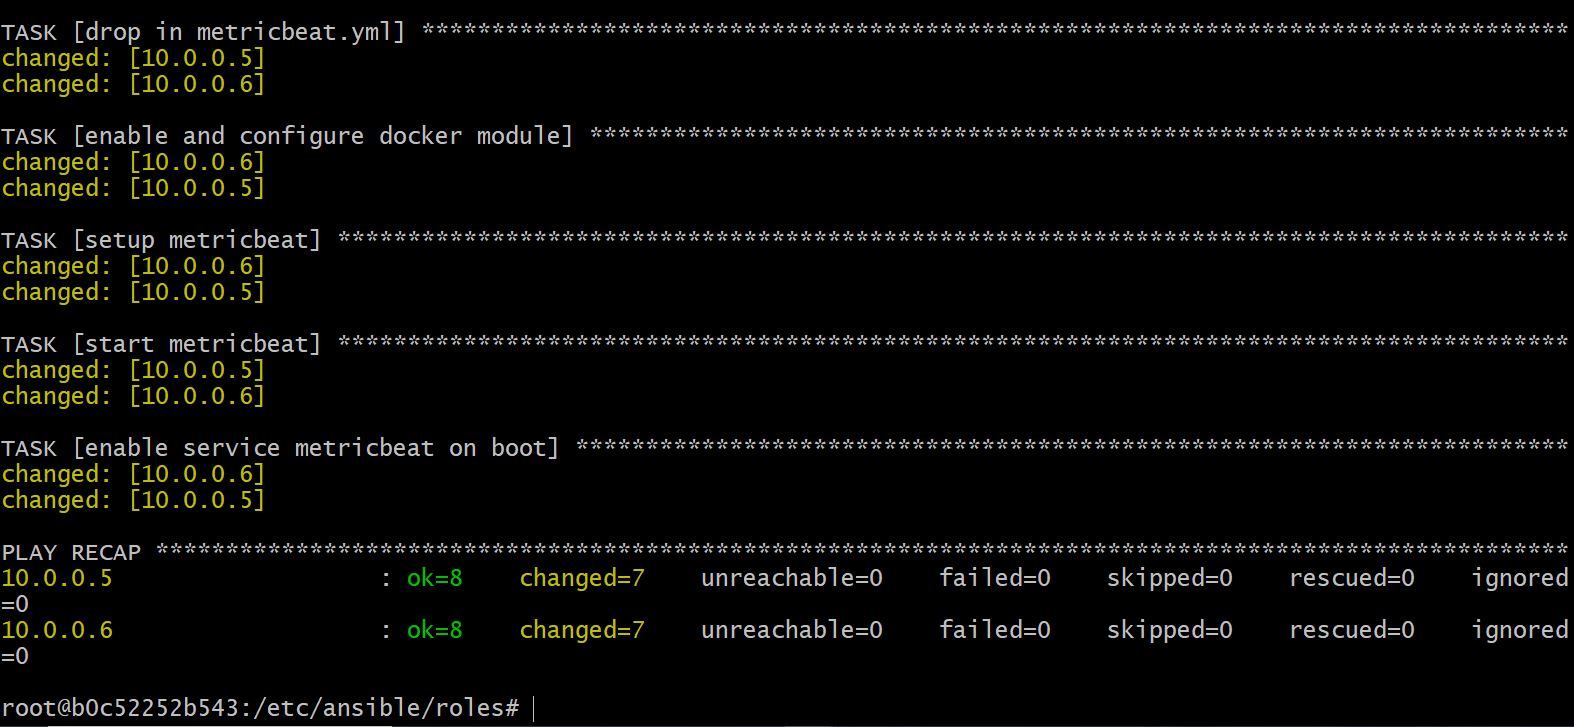 TASK [drop in metricbeat.yml] **********************************************************************************
changed: [10.0.0.5]
changed: [10.0.0.6]
TASK [enable and configure docker module] **********************************************************************
changed: [10.0.0.6]
changed: [10.0.0.5]
TASK [setup metricbeat] ****************************************************************************************
changed: [10.0.0.6]
changed: [10.0.0.5]
TASK [start metricbeat] ****************************************************************************************
changed: [10.0.0.5]
changed: [10.0.0.6]
TASK [enable service metricbeat on boot] ***********************************************************************
changed: [10.0.0.6]
changed: [10.0.0.5]
PLAY RECAP *****************************************************************************************************
10.0.0.5                   : ok=8    changed=7    unreachable=0    failed=0    skipped=0    rescued=0    ignored
=0
10.0.0.6                   : ok=8    changed=7    unreachable=0    failed=0    skipped=0    rescued=0    ignored
=0
root@b0c52252b543:/etc/ansible/roles#